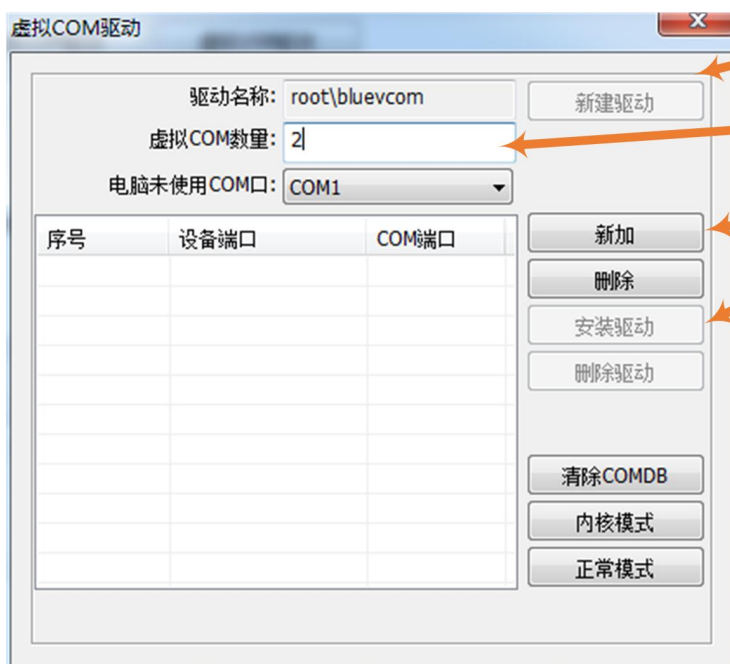 虚拟COM驱动
驱动名称: root\bluevcom
新建驱动
虚拟COM数量: 2
电脑未使用COM口: COM1
序号 设备端口 COM端口
新加
删除
安装驱动
删除驱动
清除COMDB
内核模式
正常模式